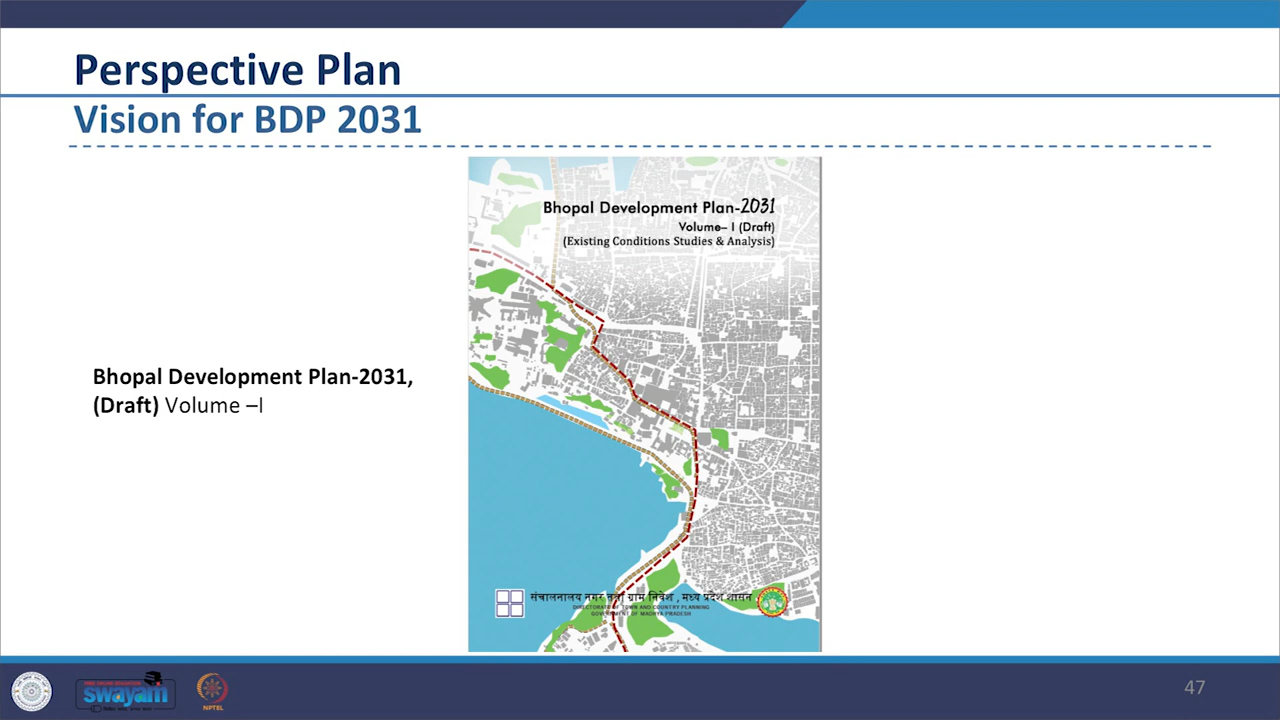 Perspective Plan
Vision for BDP 2031
Bhopal Development Plan-2031
Volume– I (Draft)
(Existing Conditions Studies & Analysis)
Bhopal Development Plan-2031,
(Draft) Volume –I
संचालनालय नगर तथा ग्राम निवेश , मध्य प्रदेश शासन
DIRECTORATE OF TOWN AND COUNTRY PLANNING
GOVERNMENT OF MADHYA PRADESH
swayam
NPTEL
47